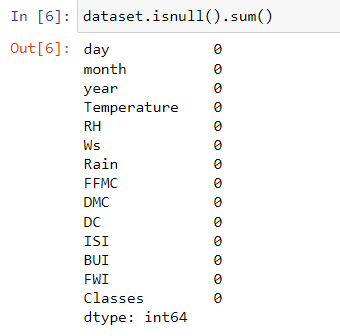 In [6]: dataset.isnull().sum()
Out[6]: day 0
month 0
year 0
Temperature 0
RH 0
Ws 0
Rain 0
FFMC 0
DMC 0
DC 0
ISI 0
BUI 0
FWI 0
Classes 0
dtype: int64